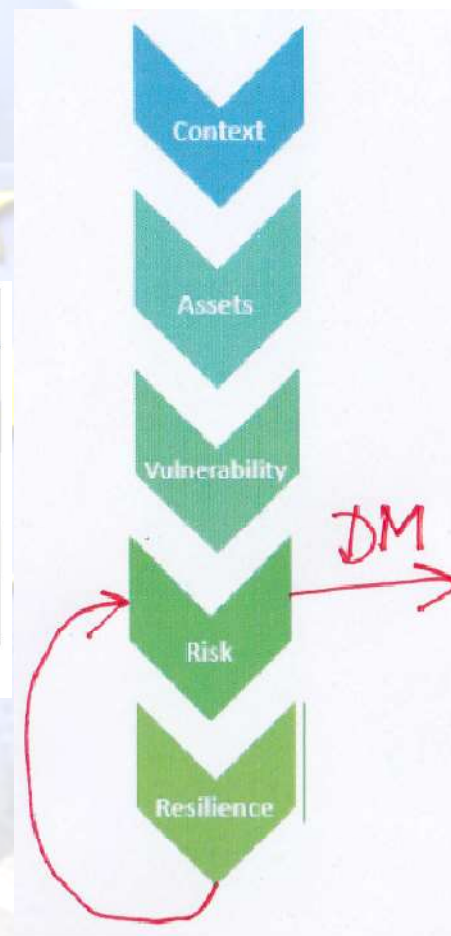 Context
Assets
Vulnerability
DM
Risk
Resilience